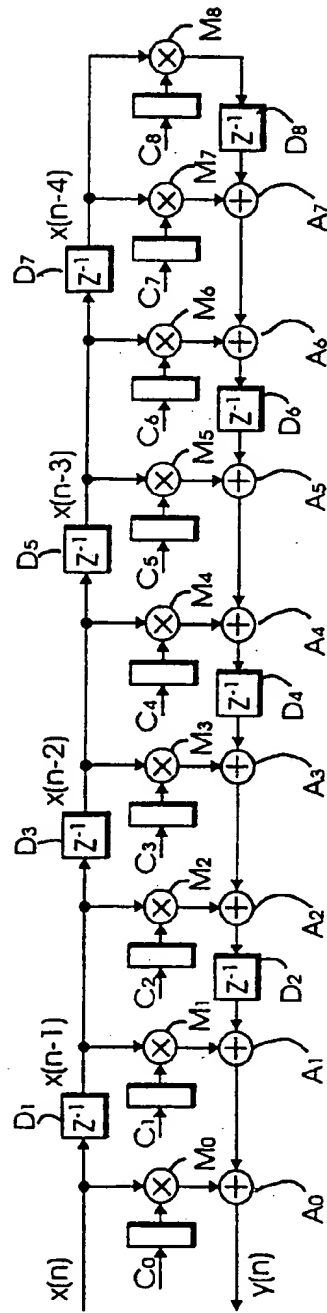 x(n) D₁ x(n-1) D₃ x(n-2) D₅ x(n-3) D₇ x(n-4)
Z⁻¹ Z⁻¹ Z⁻¹ Z⁻¹
C₀ C₁ C₂ C₃ C₄ C₅ C₆ C₇ C₈
M₀ M₁ M₂ M₃ M₄ M₅ M₆ M₇ M₈
Z⁻¹ Z⁻¹ Z⁻¹ Z⁻¹
y(n)
A₀ A₁ D₂ A₂ A₃ D₄ A₄ A₅ D₆ A₆ A₇ D₈